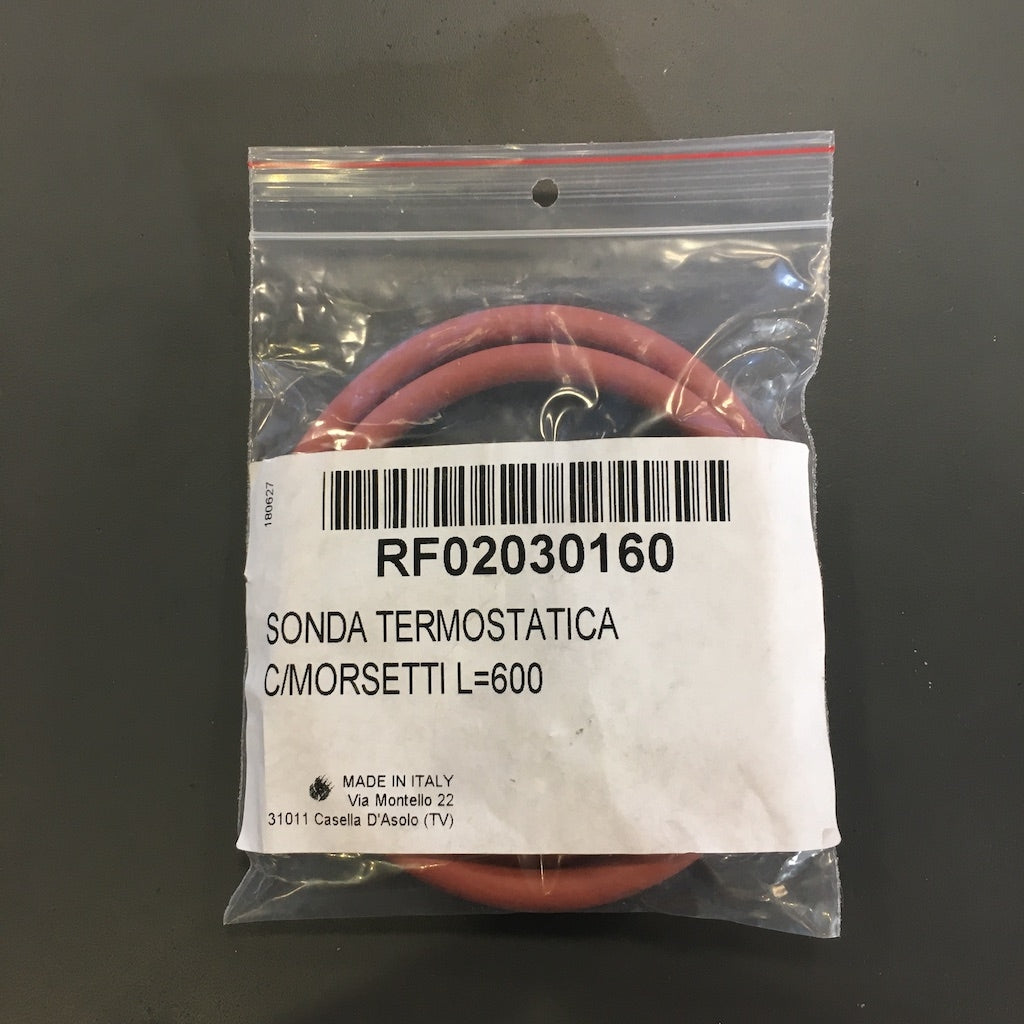 180627
RF02030160
SONDA TERMOSTATICA
C/MORSETTI L=600
MADE IN ITALY
Via Montello 22
31011 Casella D'Asolo (TV)